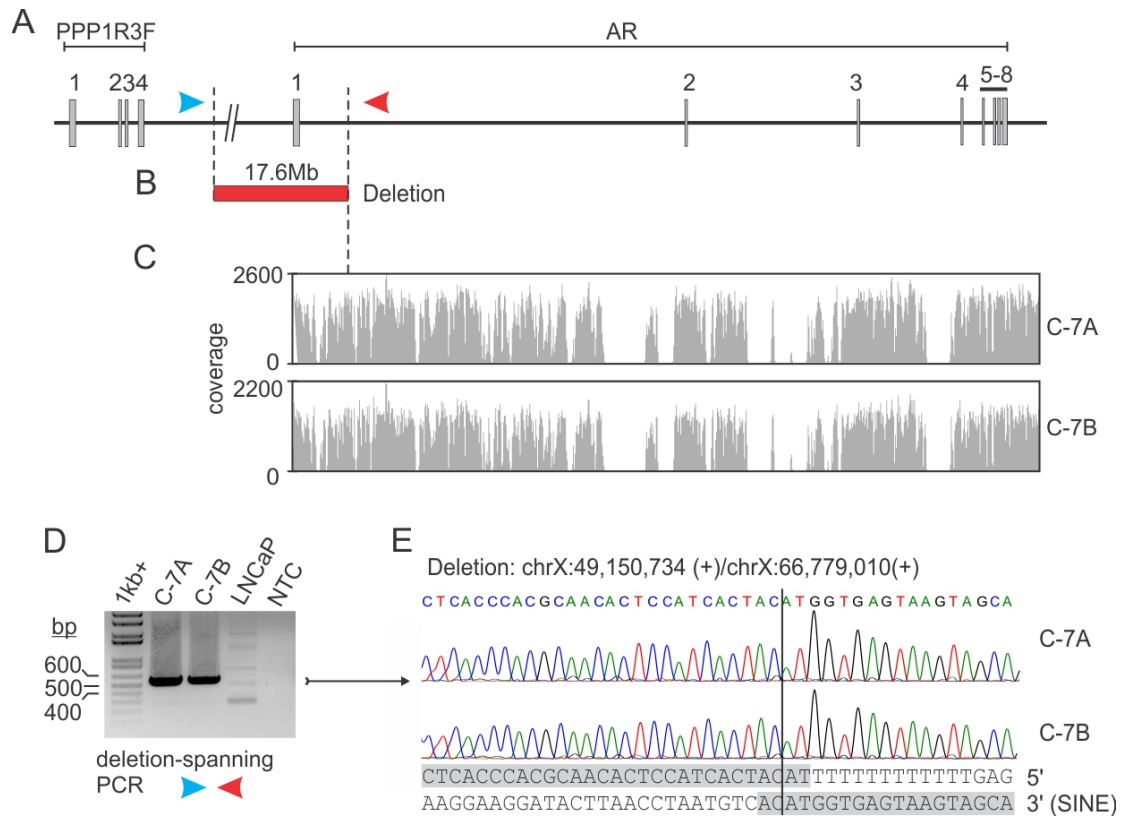 A
PPP1R3F
AR
1
234
1
2
3
4
5-8
B
17.6Mb
Deletion
C
2600
0
coverage
C-7A
2200
0
C-7B
D
1kb+
C-7A
C-7B
LNCaP
NTC
bp
600
500
400
deletion-spanning
PCR
E
Deletion: chrX:49,150,734 (+)/chrX:66,779,010(+)
CTCACCCACGCAACACTCCATCACTACATGGTGAGTAAGTAGCA
C-7A
C-7B
CTCACCCACGCAACACTCCATCACTACATTTTTTTTTTTTTGAG 5'
AAGGAAGGATACTTAACCTAATGTCACATGGTGAGTAAGTAGCA 3' (SINE)